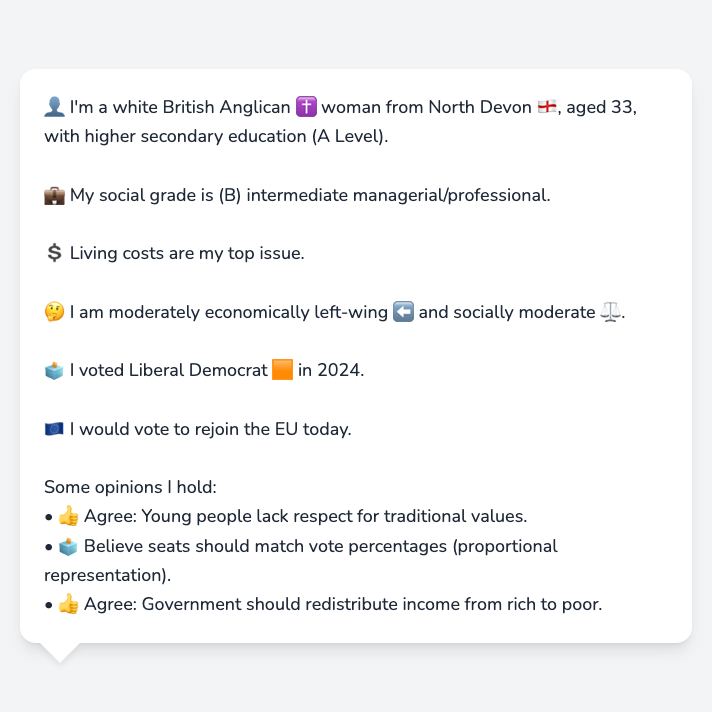 👤 I'm a white British Anglican ✝️ woman from North Devon 🏴󠁧󠁢󠁥󠁮󠁧󠁿, aged 33,
with higher secondary education (A Level).
💼 My social grade is (B) intermediate managerial/professional.
💲 Living costs are my top issue.
🤔 I am moderately economically left-wing ⬅️ and socially moderate ⚖️.
🗳️ I voted Liberal Democrat 🟧 in 2024.
🇪🇺 I would vote to rejoin the EU today.
Some opinions I hold:
• 👍 Agree: Young people lack respect for traditional values.
• 🗳️ Believe seats should match vote percentages (proportional
representation).
• 👍 Agree: Government should redistribute income from rich to poor.